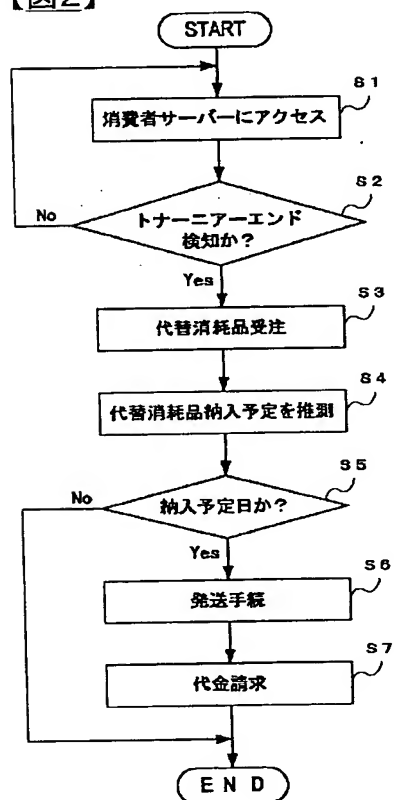 【図2】
START
S1
消費者サーバーにアクセス
S2
No
トナーニアーエンド
検知か?
Yes
S3
代替消耗品受注
S4
代替消耗品納入予定を推測
S5
No
納入予定日か?
Yes
S6
発送手続
S7
代金請求
END